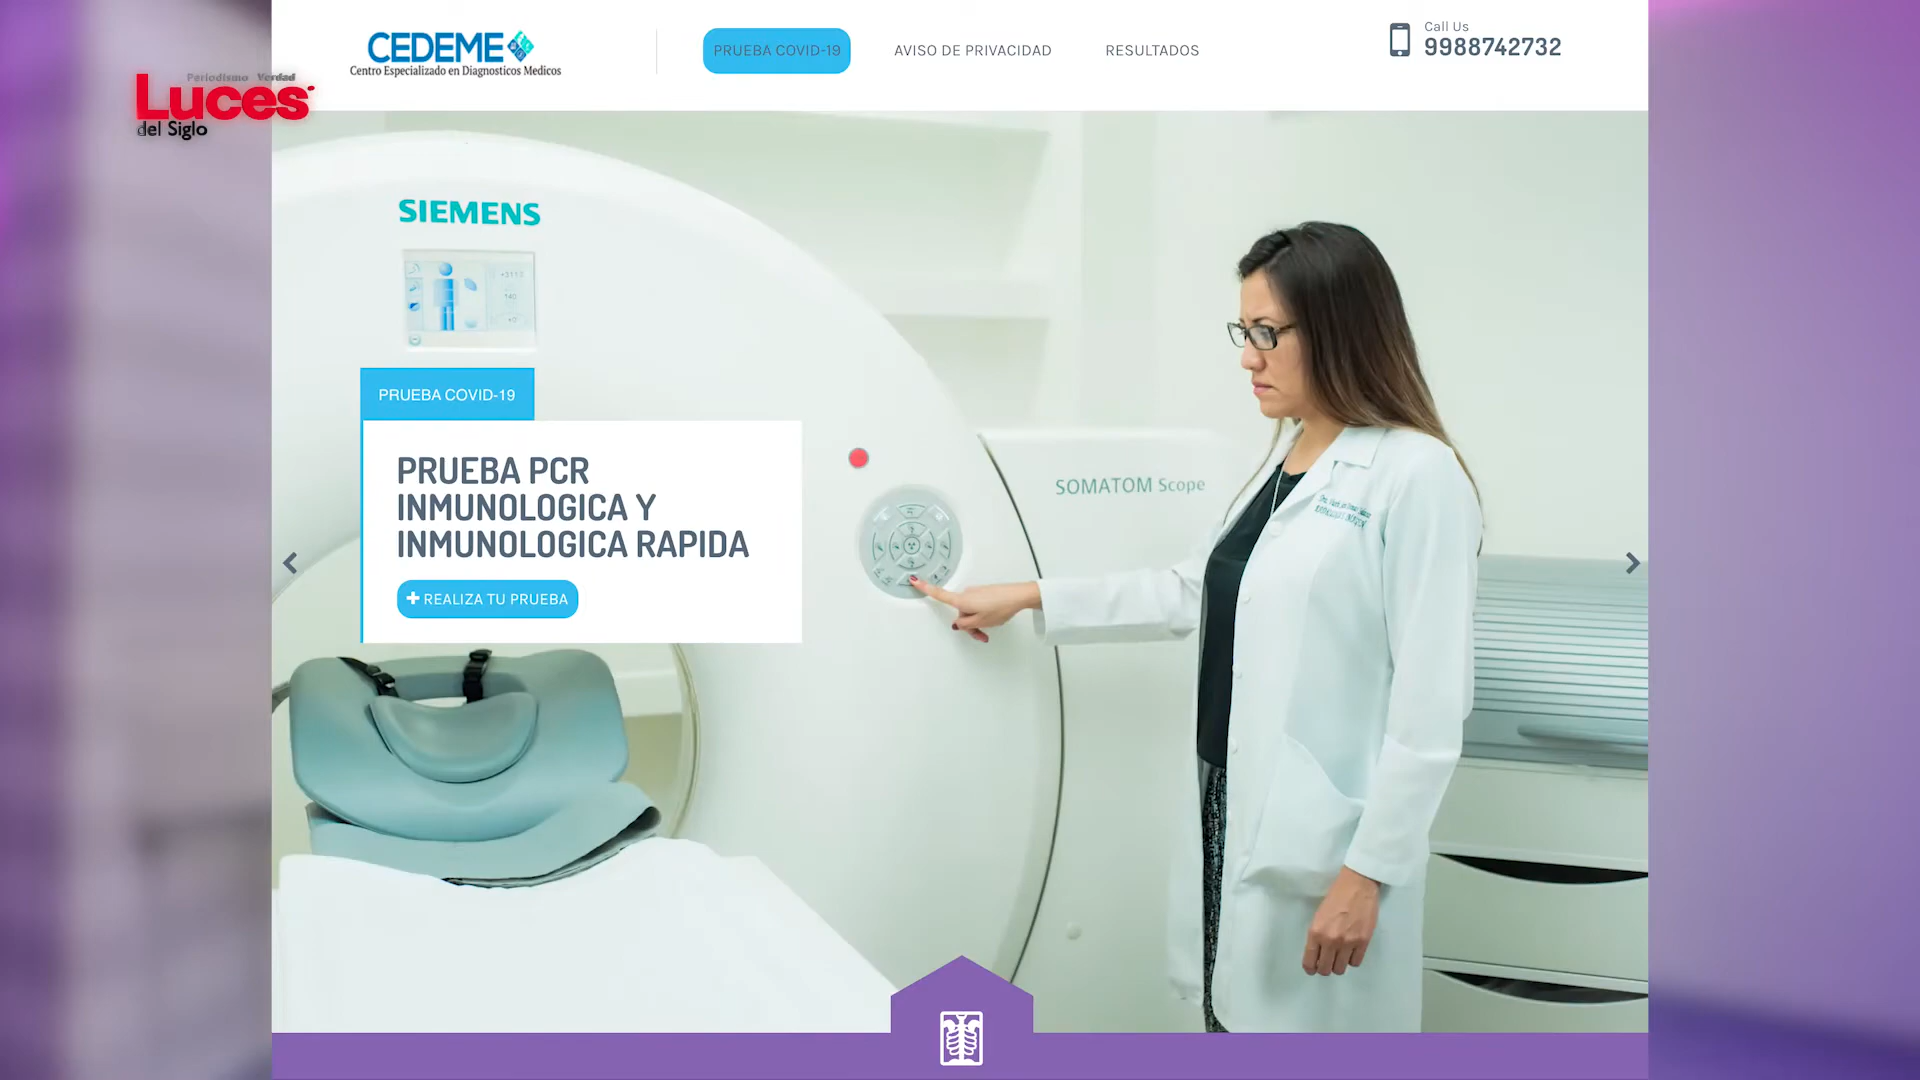 Periodismo Verdad
Luces
del Siglo
CEDEME
Centro Especializado en Diagnosticos Medicos
PRUEBA COVID-19
AVISO DE PRIVACIDAD
RESULTADOS
Call Us
9988742732
SIEMENS
140
PRUEBA COVID-19
PRUEBA PCR
INMUNOLOGICA Y
INMUNOLOGICA RAPIDA
+ REALIZA TU PRUEBA
SOMATOM Scope